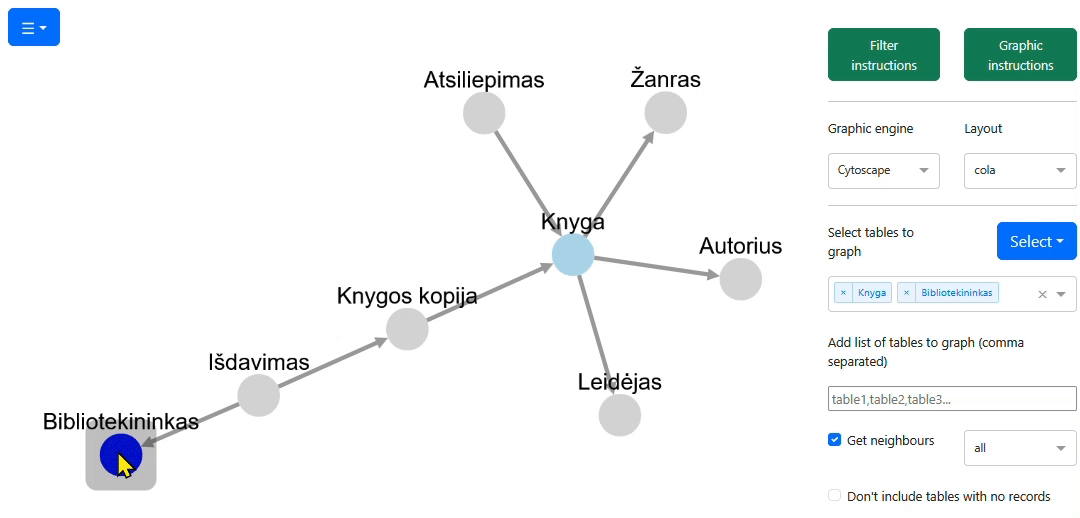 Atsiliepimas
Žanras
Knyga
Autorius
Knygos kopija
Išdavimas
Leidėjas
Bibliotekininkas
Filter
instructions
Graphic
instructions
Graphic engine
Layout
Cytoscape
cola
Select tables to
graph
Select
× Knyga
× Bibliotekininkas
×
Add list of tables to graph (comma
separated)
table1,table2,table3...
Get neighbours
all
Don't include tables with no records